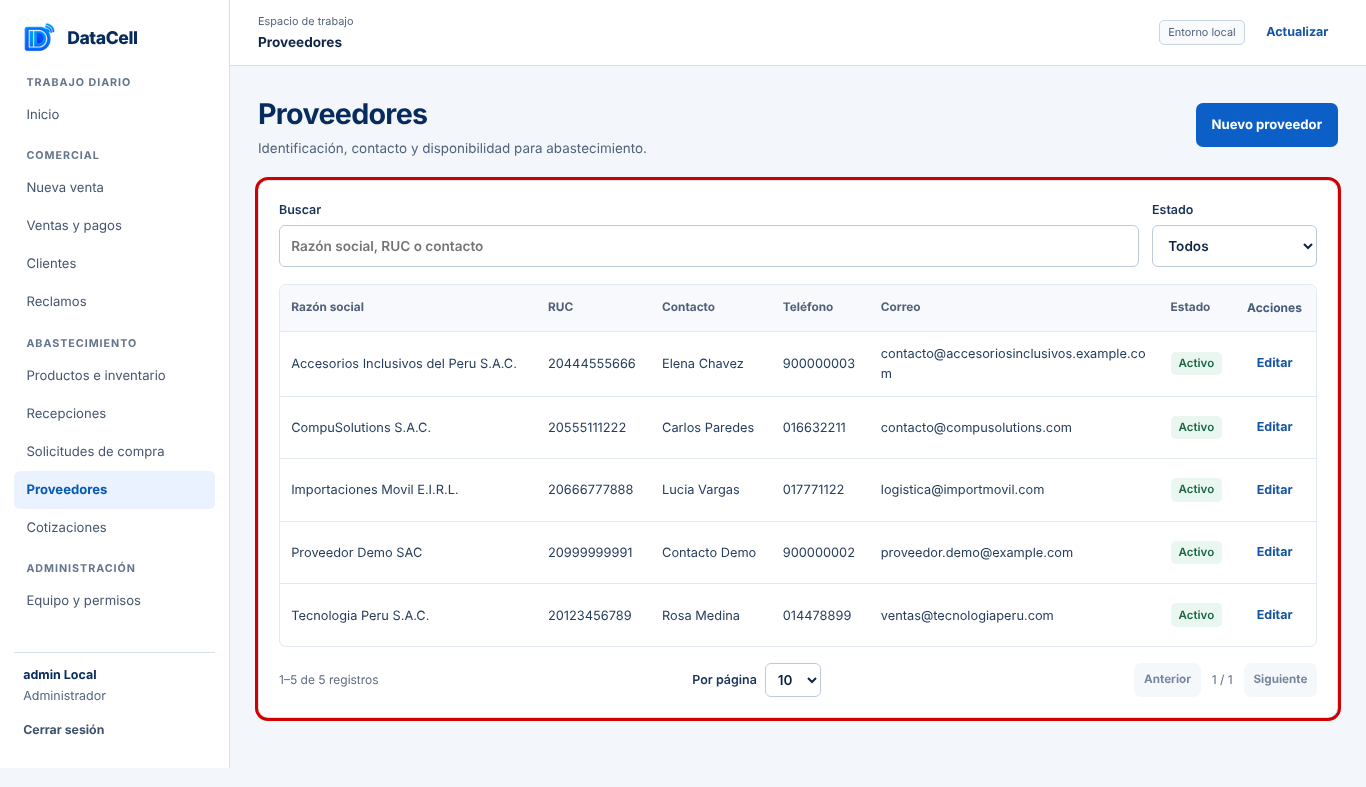 DataCell
TRABAJO DIARIO
Inicio
COMERCIAL
Nueva venta
Ventas y pagos
Clientes
Reclamos
ABASTECIMIENTO
Productos e inventario
Recepciones
Solicitudes de compra
Proveedores
Cotizaciones
ADMINISTRACIÓN
Equipo y permisos
admin Local
Administrador
Cerrar sesión
Espacio de trabajo
Proveedores
Entorno local Actualizar
Proveedores
Identificación, contacto y disponibilidad para abastecimiento.
Nuevo proveedor
Buscar Estado
Razón social, RUC o contacto Todos
Razón social RUC Contacto Teléfono Correo Estado Acciones
Accesorios Inclusivos del Peru S.A.C. 20444555666 Elena Chavez 900000003 contacto@accesoriosinclusivos.example.co Activo Editar
m
CompuSolutions S.A.C. 20555111222 Carlos Paredes 016632211 contacto@compusolutions.com Activo Editar
Importaciones Movil E.I.R.L. 20666777888 Lucia Vargas 017771122 logistica@importmovil.com Activo Editar
Proveedor Demo SAC 20999999991 Contacto Demo 900000002 proveedor.demo@example.com Activo Editar
Tecnologia Peru S.A.C. 20123456789 Rosa Medina 014478899 ventas@tecnologiaperu.com Activo Editar
1–5 de 5 registros Por página 10 Anterior 1 / 1 Siguiente